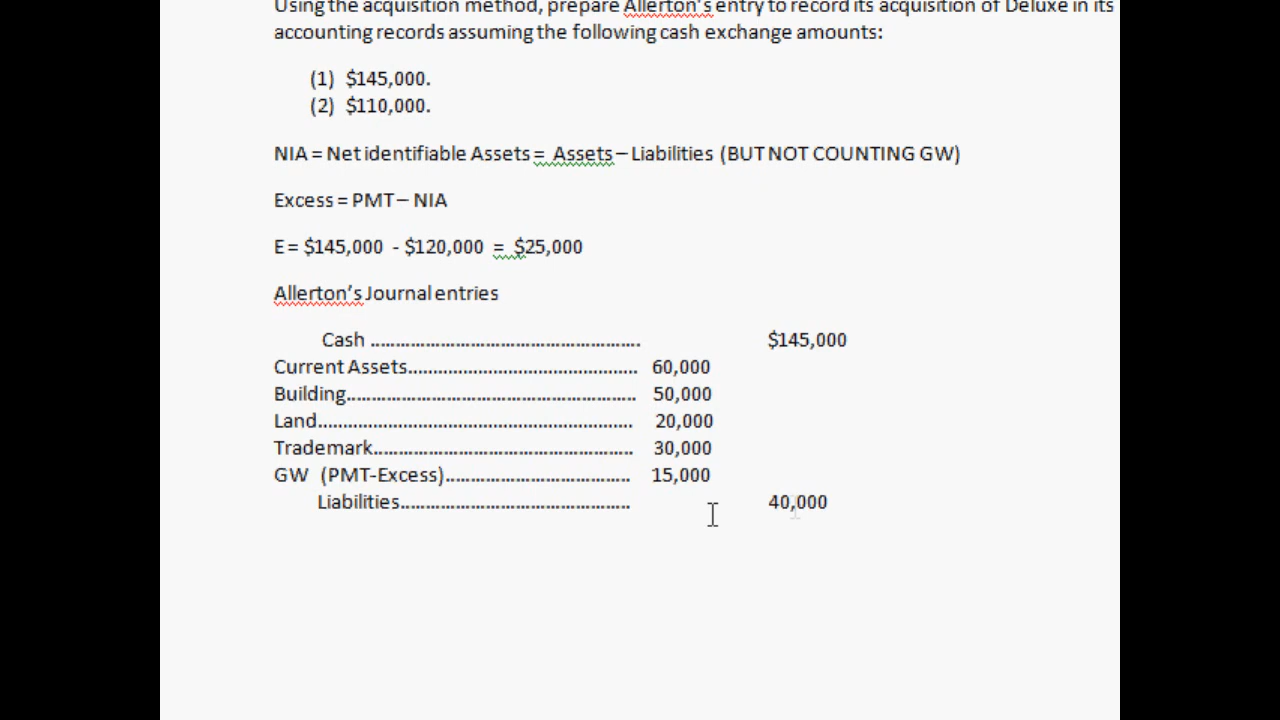 Using the acquisition method, prepare Allerton's entry to record its acquisition of Deluxe in its
accounting records assuming the following cash exchange amounts:
(1) $145,000.
(2) $110,000.
NIA = Net identifiable Assets = Assets – Liabilities (BUT NOT COUNTING GW)
Excess = PMT – NIA
E = $145,000 - $120,000 = $25,000
Allerton's Journal entries
Cash ........................................................ $145,000
Current Assets.............................................. 60,000
Building.......................................................... 50,000
Land............................................................... 20,000
Trademark.................................................... 30,000
GW (PMT-Excess)..................................... 15,000
Liabilities.............................................. 40,000